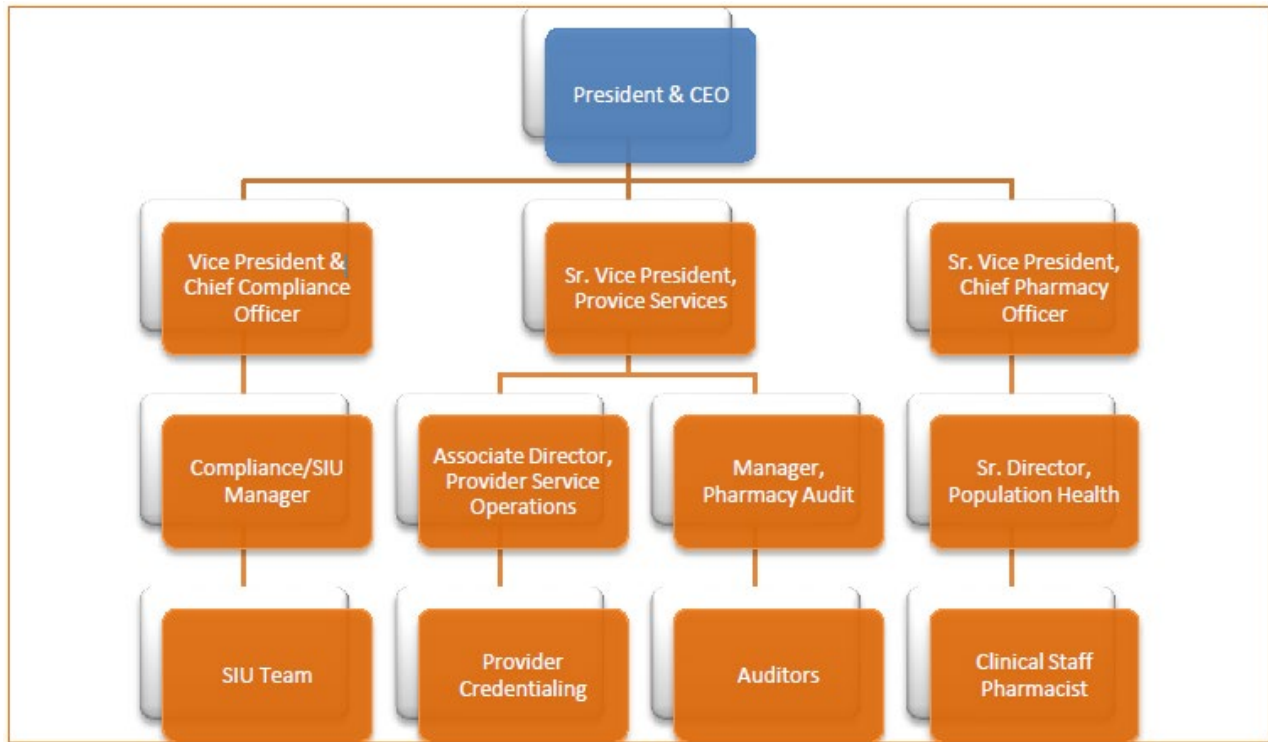 President & CEO
Vice President &
Chief Compliance
Officer
Sr. Vice President,
Provice Services
Sr. Vice President,
Chief Pharmacy
Officer
Compliance/SIU
Manager
Associate Director,
Provider Service
Operations
Manager,
Pharmacy Audit
Sr. Director,
Population Health
SIU Team
Provider
Credentialing
Auditors
Clinical Staff
Pharmacist